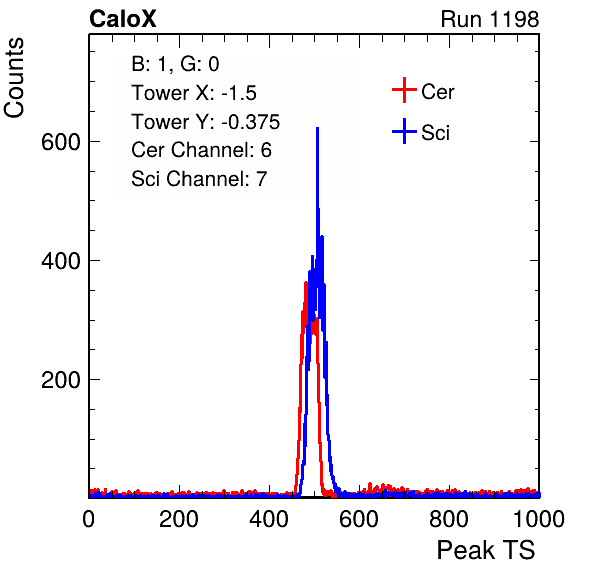 CaloX Run 1198
Counts
B: 1, G: 0
Tower X: -1.5
Tower Y: -0.375
Cer Channel: 6
Sci Channel: 7
Cer
Sci
600
400
200
0 200 400 600 800 1000
Peak TS